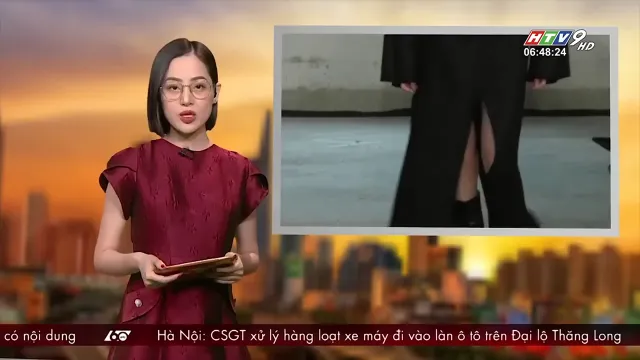 HTV9 HD
06:48:24
có nội dung 60 Hà Nội: CSGT xử lý hàng loạt xe máy đi vào làn ô tô trên Đại lộ Thăng Long